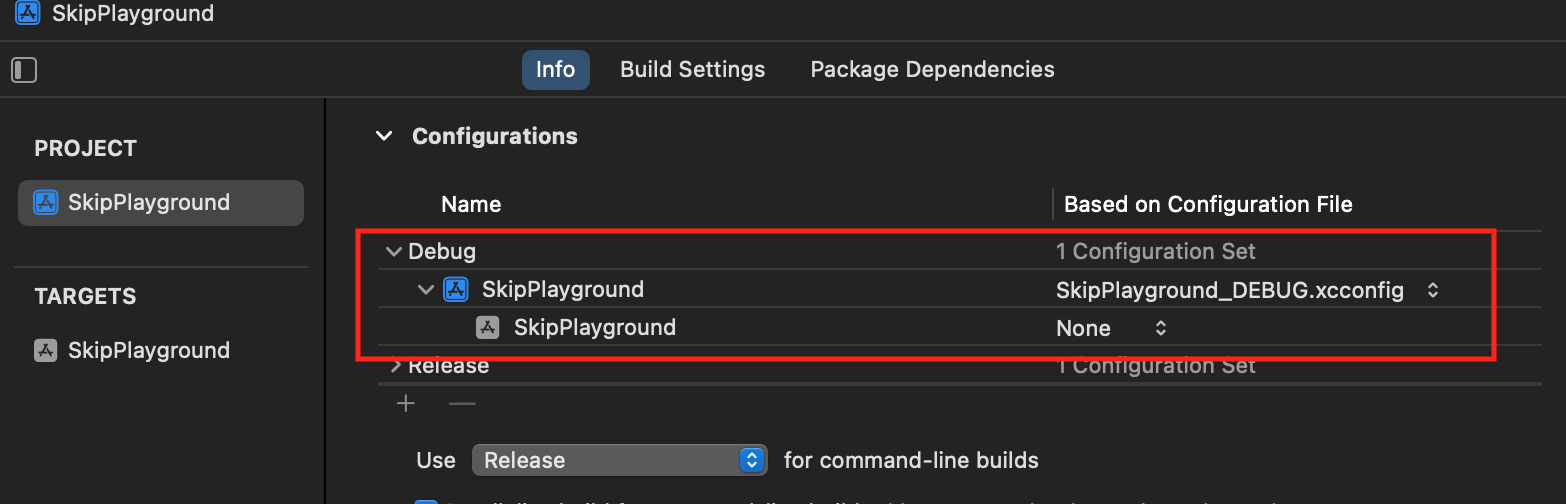 SkipPlayground
Info Build Settings Package Dependencies
PROJECT
SkipPlayground
TARGETS
SkipPlayground
Configurations
Name Based on Configuration File
Debug 1 Configuration Set
SkipPlayground SkipPlayground_DEBUG.xcconfig
SkipPlayground None
Release 1 Configuration Set
Use Release for command-line builds